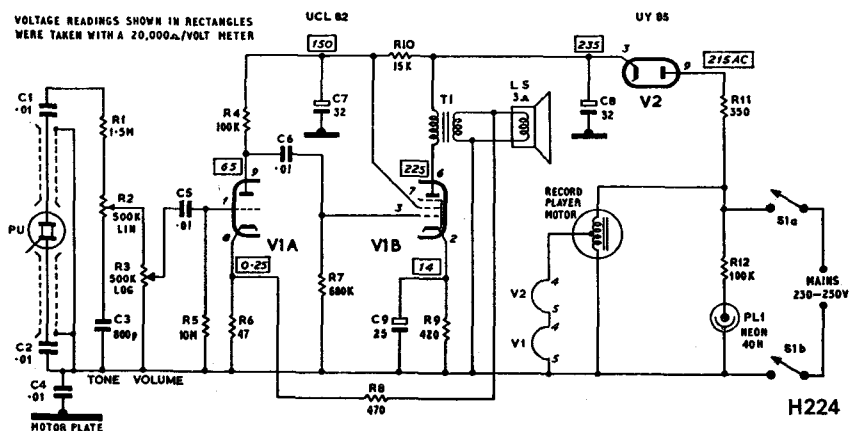 VOLTAGE READINGS SHOWN IN RECTANGLES
WERE TAKEN WITH A 20,000Ω/VOLT METER
UCL 82
UY 85
150
R10
15K
235
3
9
215AC
V2
C1
.01
R1
1.5M
R4
100K
C7
32
C6
.01
T1
LS
3Ω
C8
32
R11
350
65
9
225
6
7
3
2
PU
R2
500K
LIN
C5
.01
1
8
V1A
V1B
RECORD
PLAYER
MOTOR
S1a
R3
500K
LOG
0.25
14
R12
100K
MAINS
230-250V
C3
800p
R5
10M
R6
47
R7
680K
C9
25
R9
420
V2
4
5
V1
4
5
PL1
NEON
40H
C2
.01
C4
.01
TONE
VOLUME
R8
470
S1b
H224
MOTOR PLATE